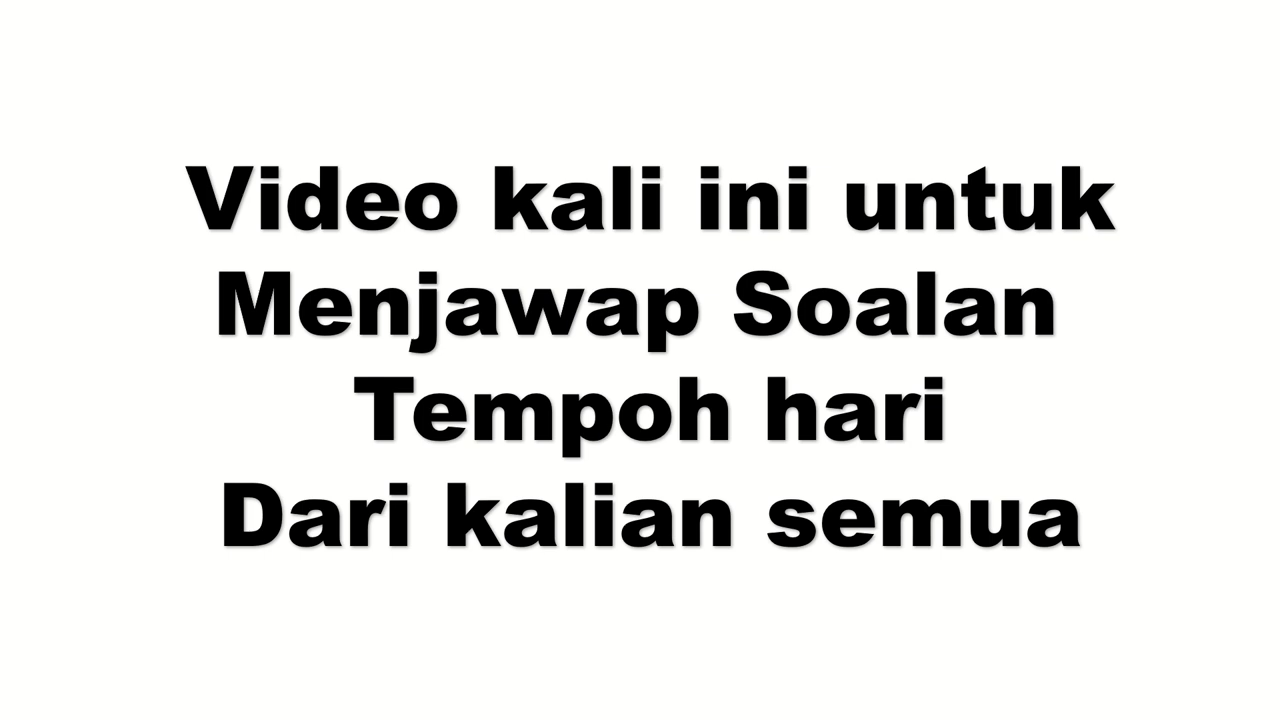 Video kali ini untuk
Menjawap Soalan
Tempoh hari
Dari kalian semua